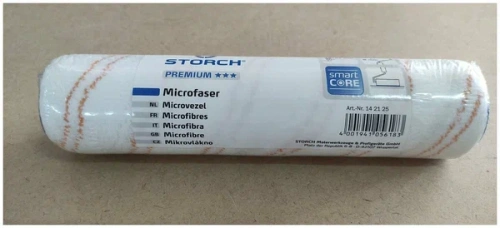 STORCH
PREMIUM ★★★
smart CORE
Microfaser
NL Microvezel
FR Microfibres
IT Microfibra
GB Microfibre
CZ Mikrovlákno
Art.-Nr. 14 21 25
4 001941 056183
STORCH Malerwerkzeuge & Profigeräte GmbH